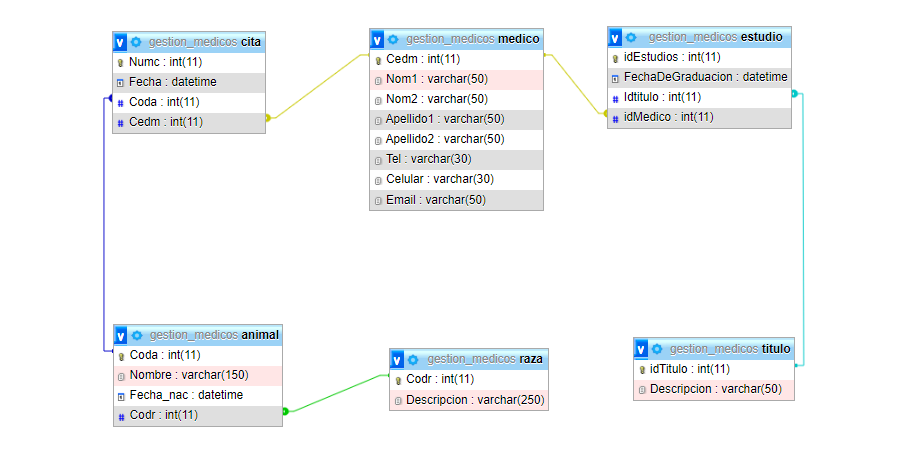 gestion_medicos cita
Numc : int(11)
Fecha : datetime
Coda : int(11)
Cedm : int(11)
gestion_medicos medico
Cedm : int(11)
Nom1 : varchar(50)
Nom2 : varchar(50)
Apellido1 : varchar(50)
Apellido2 : varchar(50)
Tel : varchar(30)
Celular : varchar(30)
Email : varchar(50)
gestion_medicos estudio
idEstudios : int(11)
FechaDeGraduacion : datetime
Idtitulo : int(11)
idMedico : int(11)
gestion_medicos animal
Coda : int(11)
Nombre : varchar(150)
Fecha_nac : datetime
Codr : int(11)
gestion_medicos raza
Codr : int(11)
Descripcion : varchar(250)
gestion_medicos titulo
idTitulo : int(11)
Descripcion : varchar(50)